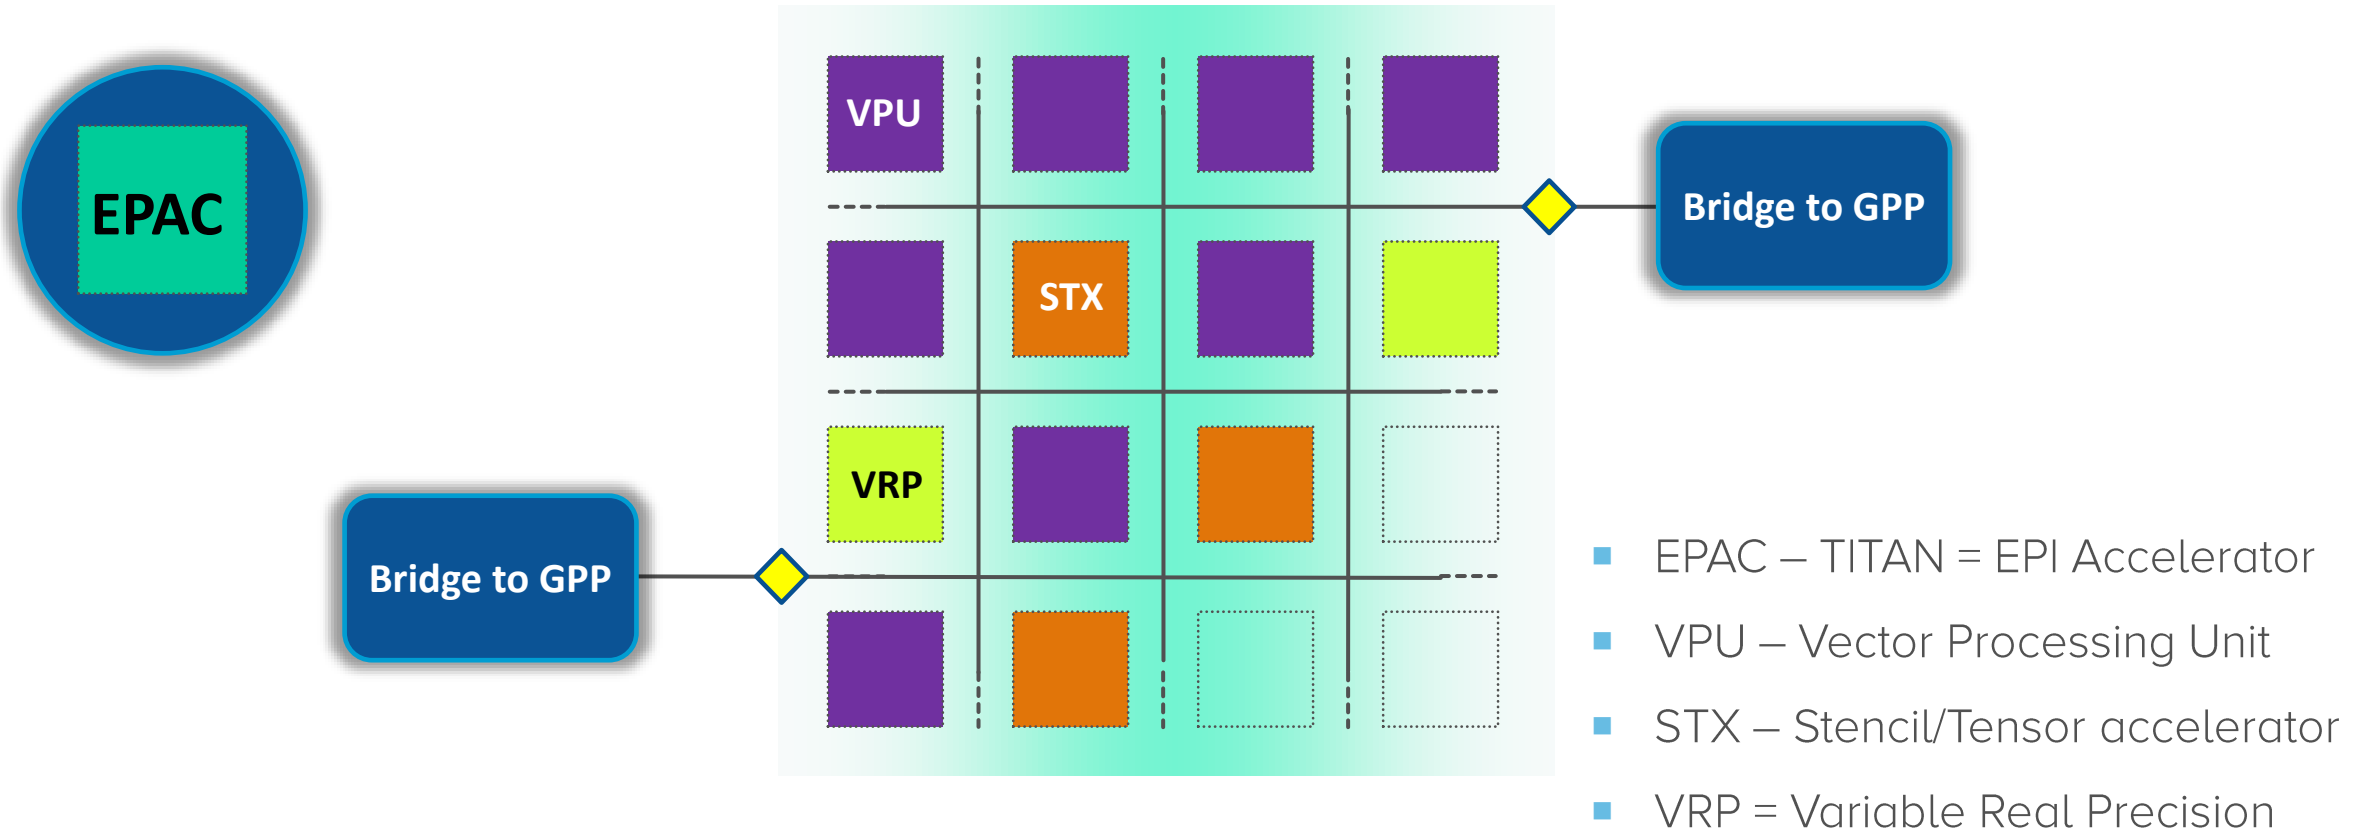 EPAC
VPU
Bridge to GPP
STX
VRP
Bridge to GPP
EPAC – TITAN = EPI Accelerator
VPU – Vector Processing Unit
STX – Stencil/Tensor accelerator
VRP = Variable Real Precision